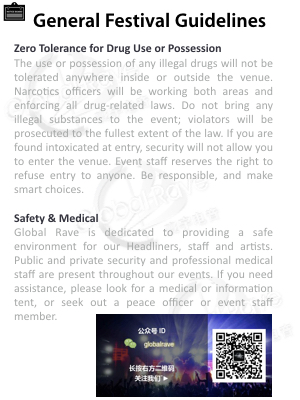 General Festival Guidelines
Zero Tolerance for Drug Use or Possession
The use or possession of any illegal drugs will not be
tolerated anywhere inside or outside the venue.
Narcotics officers will be working both areas and
enforcing all drug-related laws. Do not bring any
illegal substances to the event; violators will be
prosecuted to the fullest extent of the law. If you are
found intoxicated at entry, security will not allow you
to enter the venue. Event staff reserves the right to
refuse entry to anyone. Be responsible, and make
smart choices.
Safety & Medical
Global Rave is dedicated to providing a safe
environment for our Headliners, staff and artists.
Public and private security and professional medical
staff are present throughout our events. If you need
assistance, please look for a medical or information
tent, or seek out a peace officer or event staff
member.
公众号 ID
globalrave
长按右方二维码
关注我们 ▶